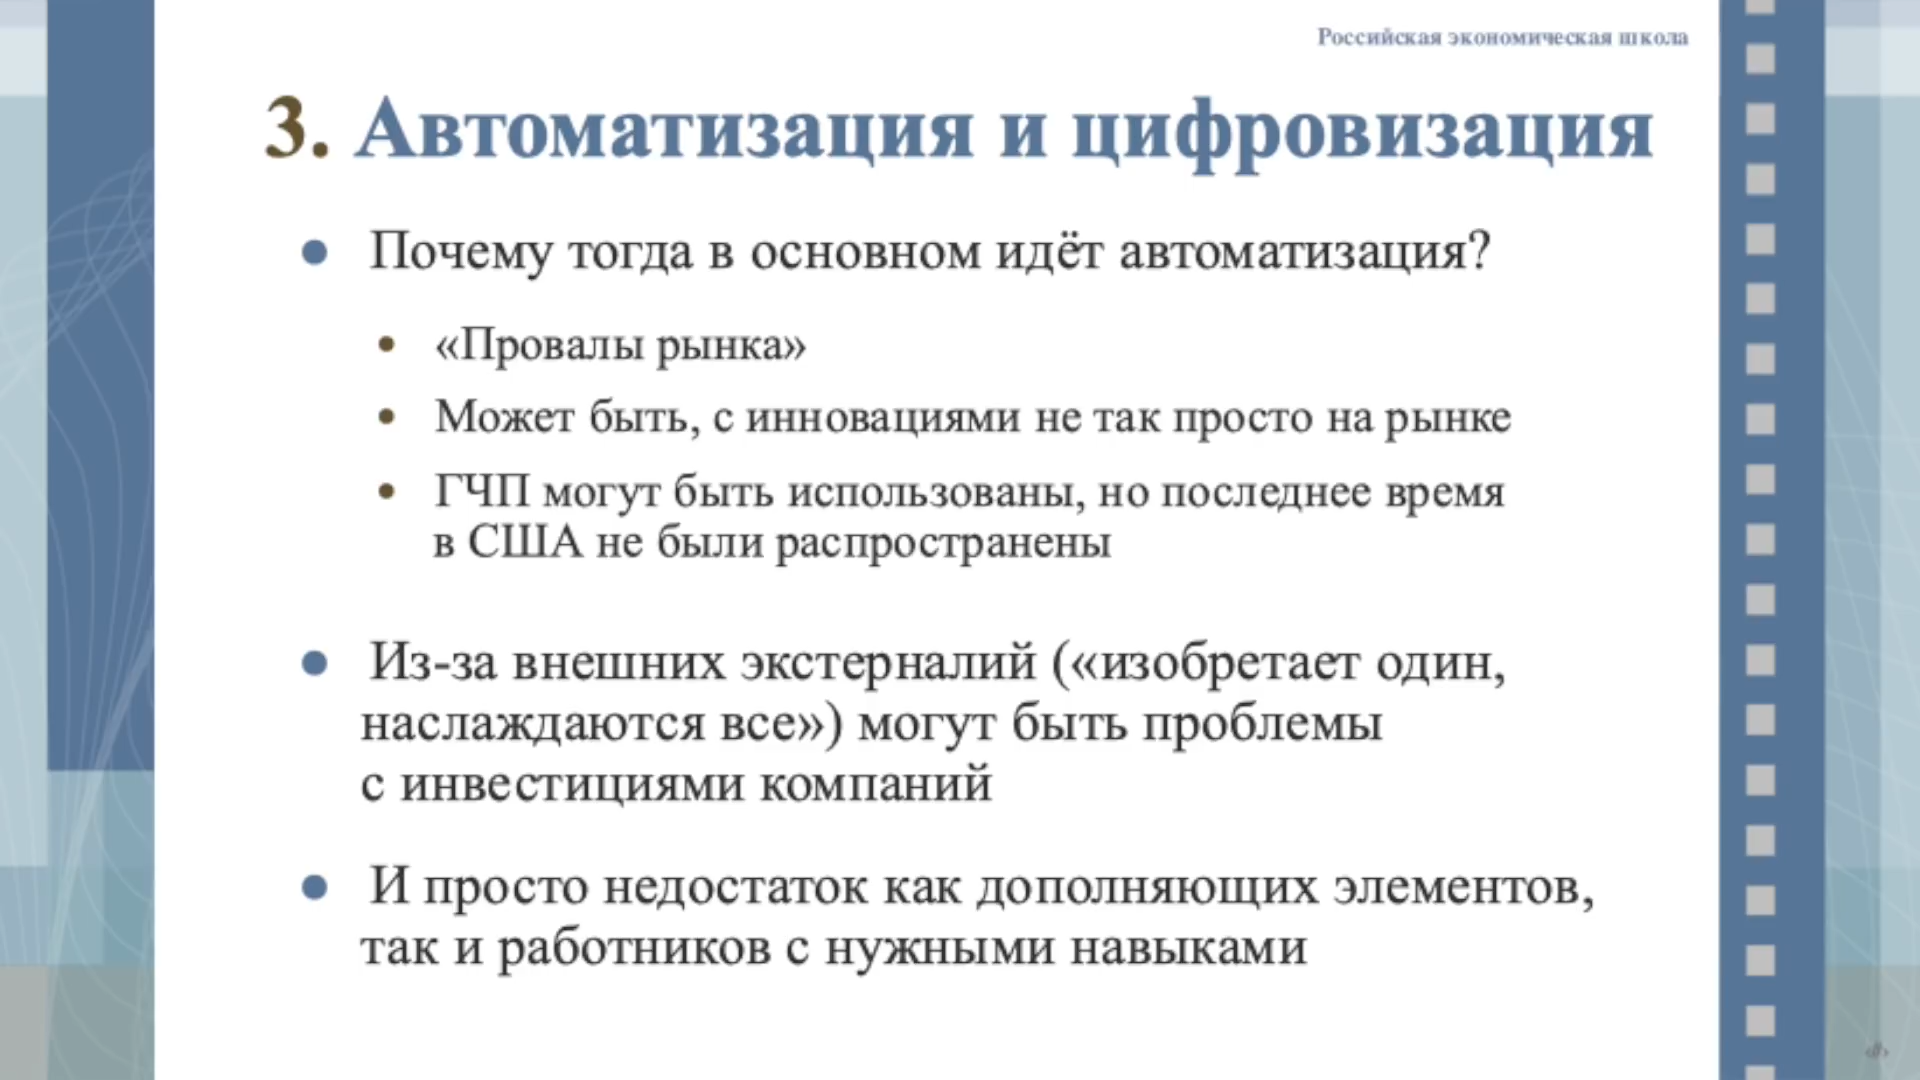 Российская экономическая школа
3. Автоматизация и цифровизация
• Почему тогда в основном идёт автоматизация?
• «Провалы рынка»
• Может быть, с инновациями не так просто на рынке
• ГЧП могут быть использованы, но последнее время
в США не были распространены
• Из-за внешних экстерналий («изобретает один,
наслаждаются все») могут быть проблемы
с инвестициями компаний
• И просто недостаток как дополняющих элементов,
так и работников с нужными навыками
‹#›